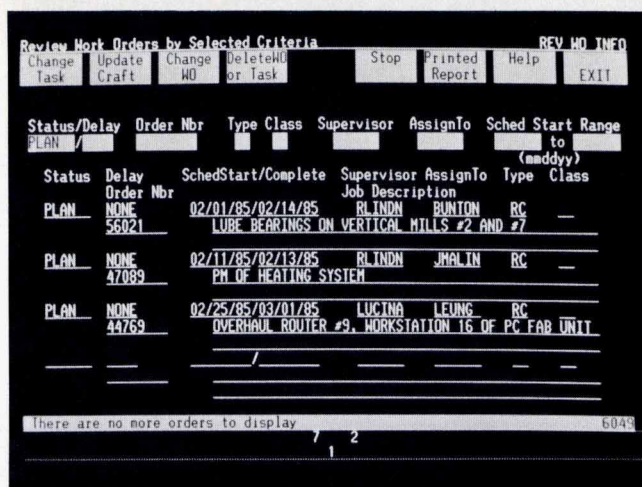 Review Work Orders by Selected Criteria REV WO INFO
Change Task Update Craft Change WO DeleteWO or Task Stop Printed Report Help EXIT
Status/Delay Order Nbr Type Class Supervisor AssignTo Sched Start Range
PLAN / to
(mmddyy)
Status Delay SchedStart/Complete Supervisor AssignTo Type Class
Order Nbr Job Description
PLAN NONE 02/01/85/02/14/85 RLINDN BUNTON RC
56021 LUBE BEARINGS ON VERTICAL MILLS #2 AND #7
PLAN NONE 02/11/85/02/13/85 RLINDN JMALIN RC
47089 PM OF HEATING SYSTEM
PLAN NONE 02/25/85/03/01/85 LUCINA LEUNG RC
44769 OVERHAUL ROUTER #9, WORKSTATION 16 OF PC FAB UNIT
/
There are no more orders to display 6049
7 2
1